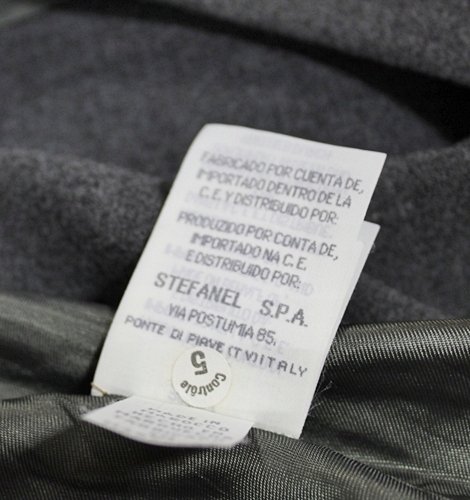 FABRICADO POR CUENTA DE,
IMPORTADO DENTRO DE LA
C.E.Y DISTRIBUIDO POR:
PRODUZIDO POR CONTA DE,
IMPORTADO NA C.E.
E DISTRIBUIDO POR:
STEFANEL S.P.A.
VIA POSTUMIA 85,
PONTE DI PIAVE (TV) ITALY
5
Contrôle